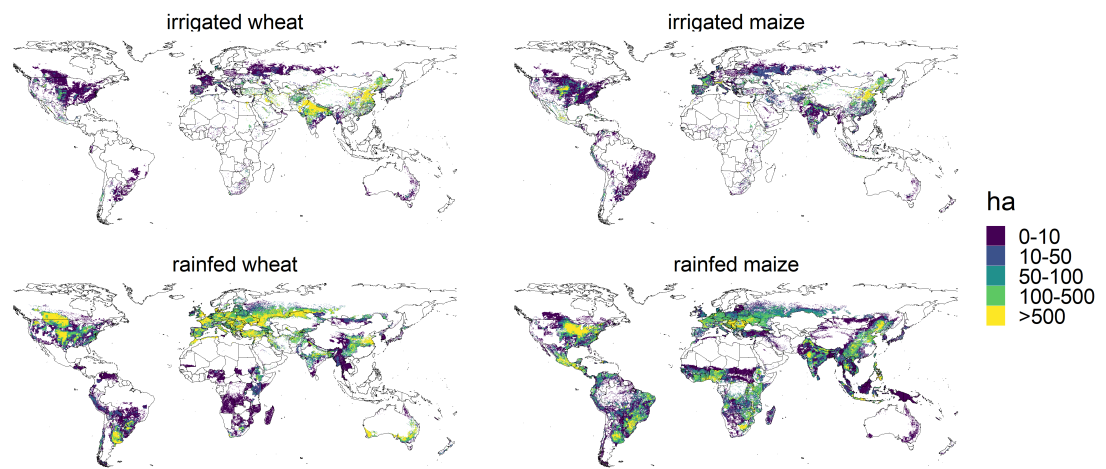 irrigated wheat
irrigated maize
rainfed wheat
rainfed maize
ha
0-10
10-50
50-100
100-500
>500